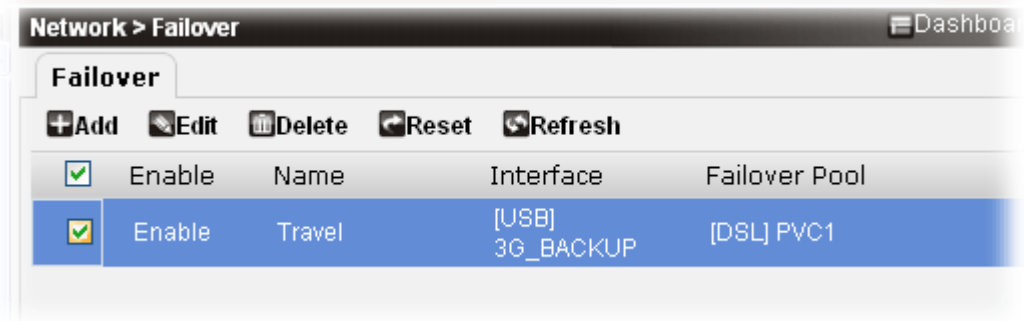 Network > Failover
Failover
Add Edit Delete Reset Refresh
Enable Name Interface Failover Pool
Enable Travel [USB] 3G_BACKUP [DSL] PVC1